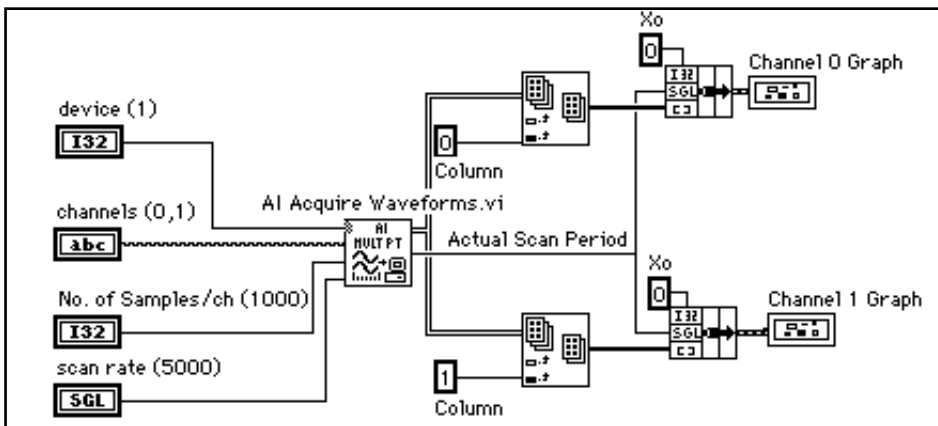 device (1)
I32
channels (0,1)
abc
No. of Samples/ch (1000)
I32
scan rate (5000)
SGL
AI Acquire Waveforms.vi
AI
MULT PT
Actual Scan Period
0
Column
1
Column
Xo
0
I32
SGL
Channel 0 Graph
Xo
0
I32
SGL
Channel 1 Graph